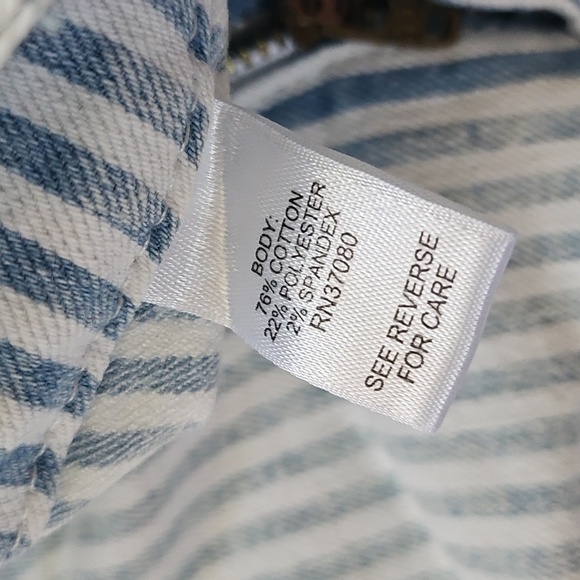 BODY:
76% COTTON
22% POLYESTER
2% SPANDEX
RN37080
SEE REVERSE
FOR CARE